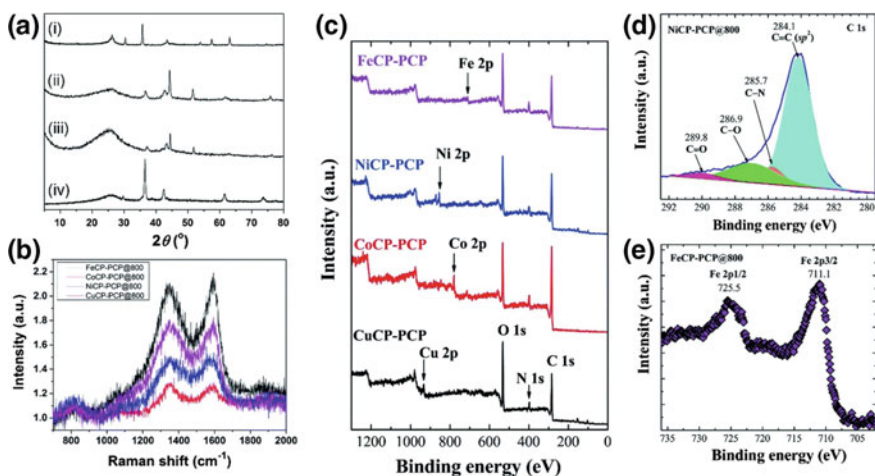 (a)
(i)
(ii)
(iii)
(iv)
10 20 30 40 50 60 70 80
2θ (°)
(b)
FeCP-PCP@800
CoCP-PCP@800
NiCP-PCP@800
CuCP-PCP@800
Intensity (a.u.)
2.2
2.0
1.8
1.6
1.4
1.2
1.0
800 1000 1200 1400 1600 1800 2000
Raman shift (cm-1)
(c)
Intensity (a.u.)
FeCP-PCP
Fe 2p
NiCP-PCP
Ni 2p
CoCP-PCP
Co 2p
CuCP-PCP
Cu 2p
O 1s
N 1s
C 1s
1200 1000 800 600 400 200 0
Binding energy (eV)
(d)
NiCP-PCP@800
C 1s
284.1
C=C (sp2)
285.7
C–N
286.9
C–O
289.8
C=O
Intensity (a.u.)
292 290 288 286 284 282 280
Binding energy (eV)
(e)
FeCP-PCP@800
Fe 2p1/2
725.5
Fe 2p3/2
711.1
Intensity (a.u.)
735 730 725 720 715 710 705
Binding energy (eV)